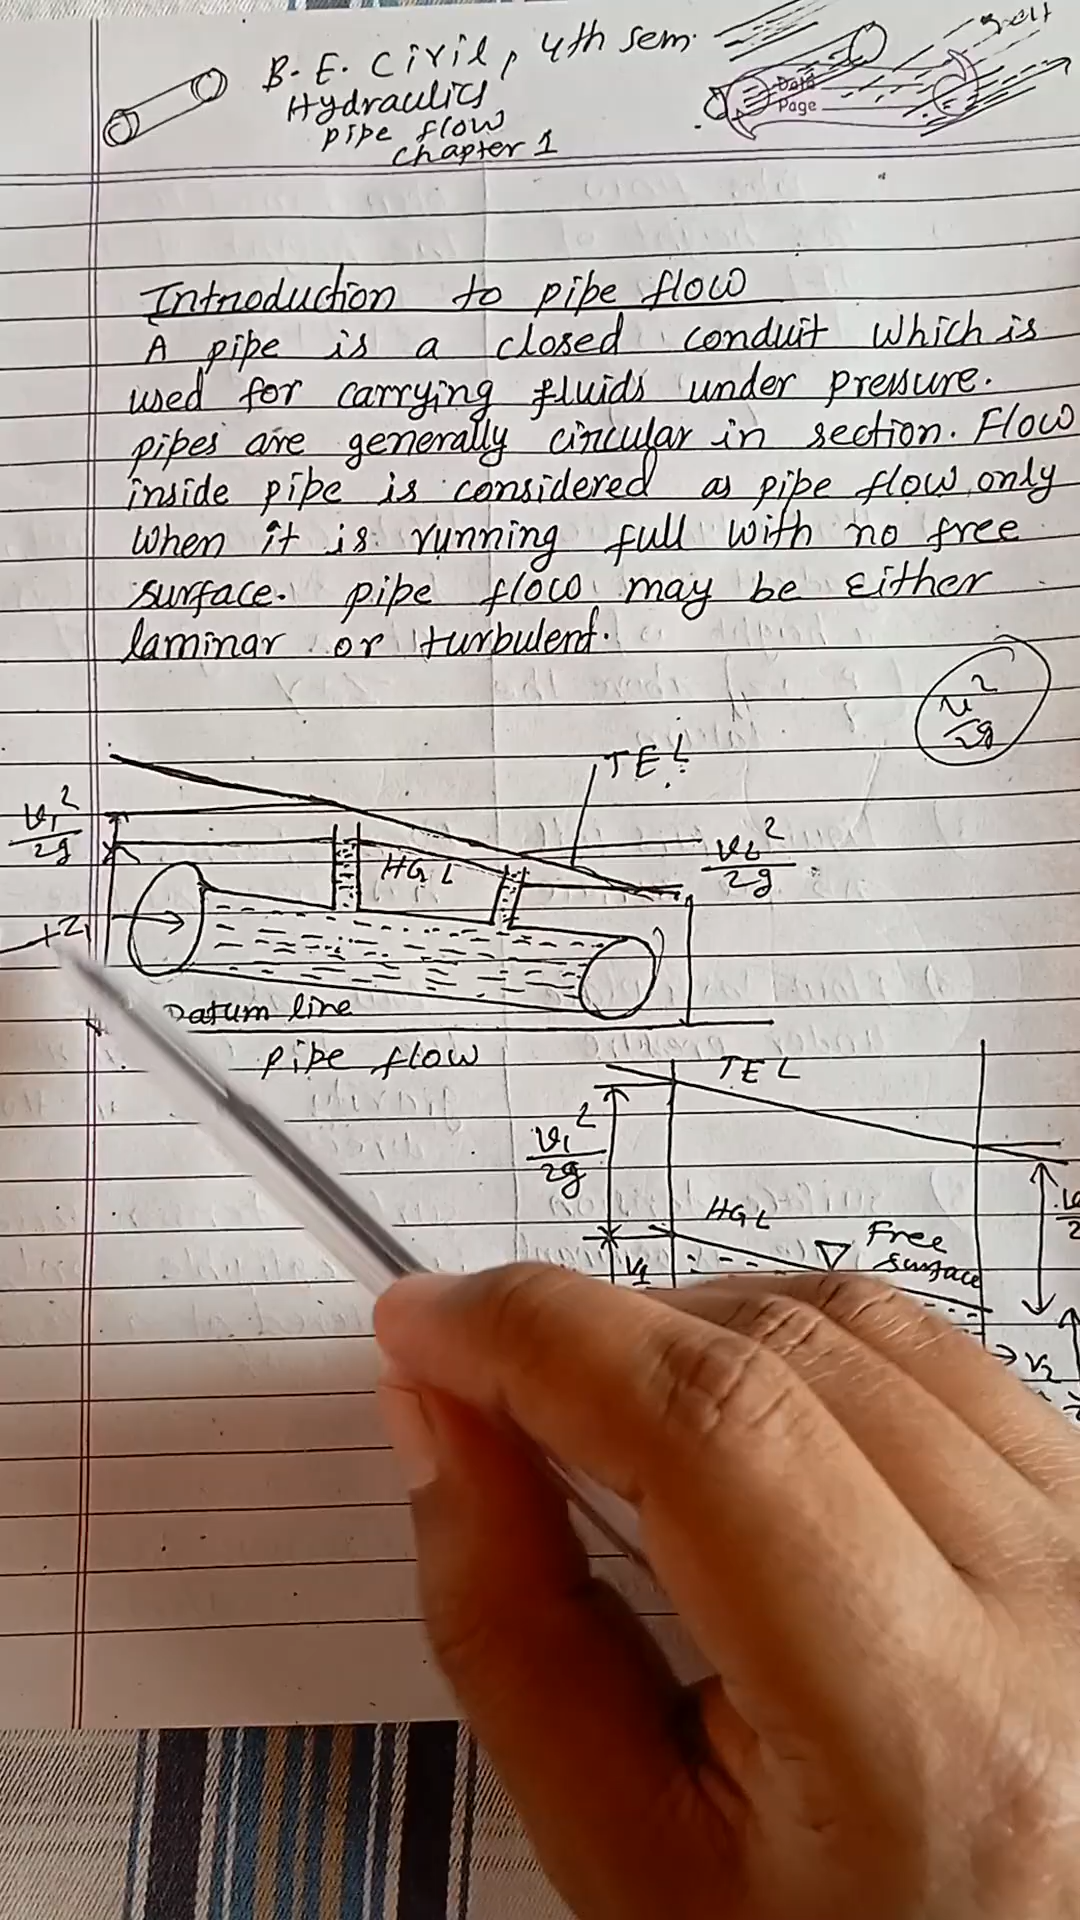 B.E. Civil, 4th sem.
Hydraulics
pipe flow
chapter 1
Date
Page
Introduction to pipe flow
A pipe is a closed conduit which is
used for carrying fluids under pressure.
pipes are generally circular in section. Flow
inside pipe is considered as pipe flow only
when it is running full with no free
surface. pipe flow may be either
laminar or turbulent.
v²/2g
TEL
v₁²/2g
HGL
v₂²/2g
+Z₁
Datum line
pipe flow
TEL
v₁²/2g
HGL
Free
surface
→ v₂